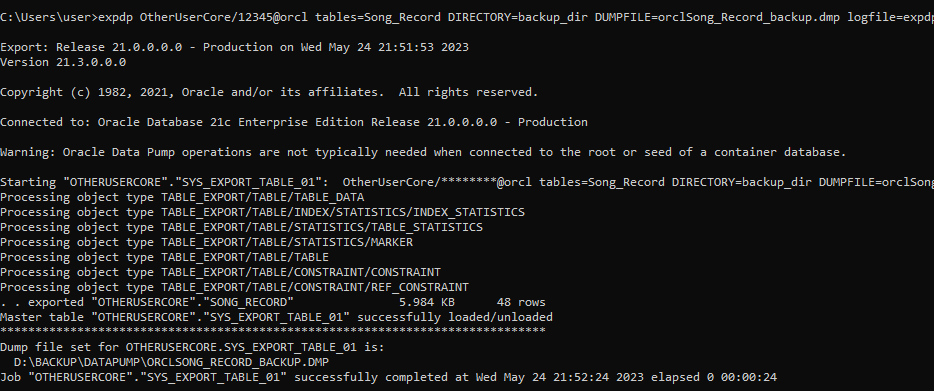 C:\Users\user>expdp OtherUserCore/12345@orcl tables=Song_Record DIRECTORY=backup_dir DUMPFILE=orclSong_Record_backup.dmp logfile=expdp
Export: Release 21.0.0.0.0 - Production on Wed May 24 21:51:53 2023
Version 21.3.0.0.0
Copyright (c) 1982, 2021, Oracle and/or its affiliates.  All rights reserved.
Connected to: Oracle Database 21c Enterprise Edition Release 21.0.0.0.0 - Production
Warning: Oracle Data Pump operations are not typically needed when connected to the root or seed of a container database.
Starting "OTHERUSERCORE"."SYS_EXPORT_TABLE_01":  OtherUserCore/********@orcl tables=Song_Record DIRECTORY=backup_dir DUMPFILE=orclSong
Processing object type TABLE_EXPORT/TABLE/TABLE_DATA
Processing object type TABLE_EXPORT/TABLE/INDEX/STATISTICS/INDEX_STATISTICS
Processing object type TABLE_EXPORT/TABLE/STATISTICS/TABLE_STATISTICS
Processing object type TABLE_EXPORT/TABLE/STATISTICS/MARKER
Processing object type TABLE_EXPORT/TABLE/TABLE
Processing object type TABLE_EXPORT/TABLE/CONSTRAINT/CONSTRAINT
Processing object type TABLE_EXPORT/TABLE/CONSTRAINT/REF_CONSTRAINT
. . exported "OTHERUSERCORE"."SONG_RECORD"               5.984 KB      48 rows
Master table "OTHERUSERCORE"."SYS_EXPORT_TABLE_01" successfully loaded/unloaded
******************************************************************************
Dump file set for OTHERUSERCORE.SYS_EXPORT_TABLE_01 is:
  D:\BACKUP\DATAPUMP\ORCLSONG_RECORD_BACKUP.DMP
Job "OTHERUSERCORE"."SYS_EXPORT_TABLE_01" successfully completed at Wed May 24 21:52:24 2023 elapsed 0 00:00:24